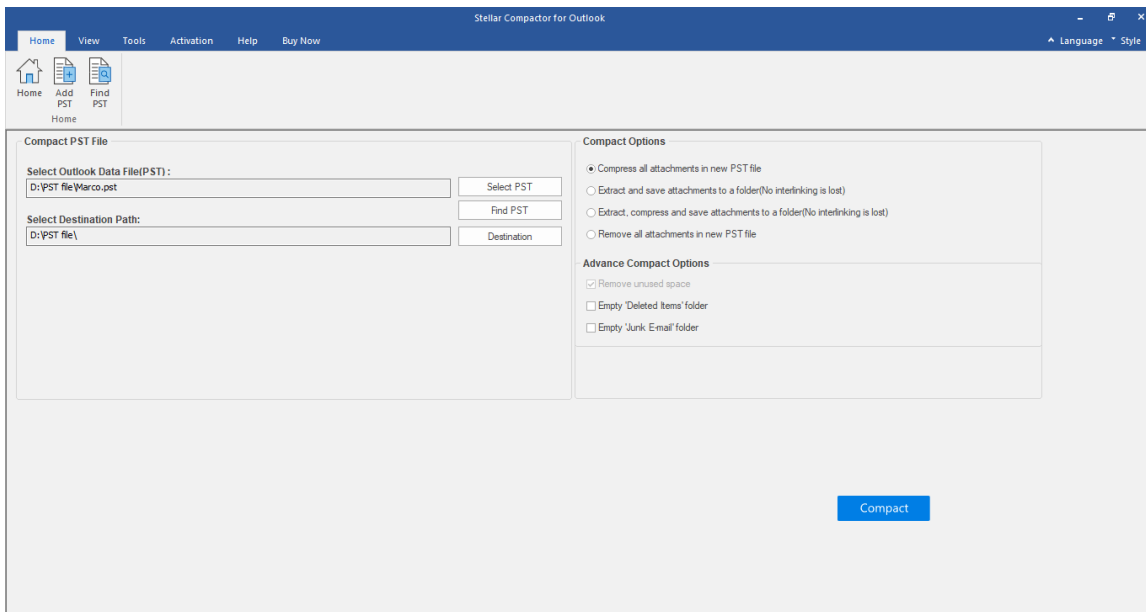 Stellar Compactor for Outlook
Home View Tools Activation Help Buy Now Language Style
Home Add PST Find PST
Home
Compact PST File
Select Outlook Data File(PST) :
D:\PST file\Marco.pst
Select PST
Find PST
Select Destination Path:
D:\PST file\
Destination
Compact Options
Compress all attachments in new PST file
Extract and save attachments to a folder(No interlinking is lost)
Extract, compress and save attachments to a folder(No interlinking is lost)
Remove all attachments in new PST file
Advance Compact Options
Remove unused space
Empty 'Deleted Items' folder
Empty 'Junk E-mail' folder
Compact